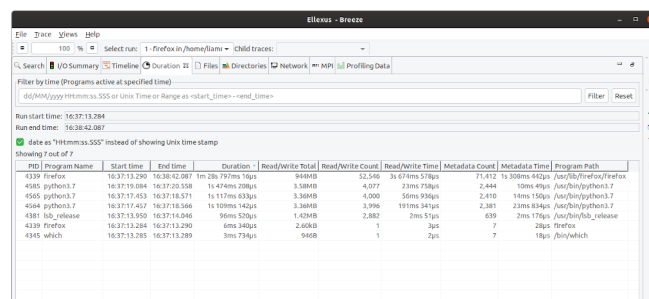 Ellexus - Breeze
File Trace Views Help
100 % Select run: 1 - firefox in /home/liam Child traces:
Search I/O Summary Timeline Duration Files Directories Network MPI Profiling Data
Filter by time (Programs active at specified time)
dd/MM/yyyy HH:mm:ss.SSS or Unix Time or Range as <start_time> - <end_time> Filter Reset
Run start time: 16:37:13.284
Run end time: 16:38:42.087
date as "HH:mm:ss.SSS" instead of showing Unix time stamp
Showing 7 out of 7
PID Program Name Start time End time Duration Read/Write Total Read/Write Count Read/Write Time Metadata Count Metadata Time Program Path
4339 firefox 16:37:13.290 16:38:42.087 1m 28s 797ms 16µs 944MB 52,546 3s 674ms 578µs 71,412 1s 308ms 442µs /usr/lib/firefox/firefox
4585 python3.7 16:37:19.084 16:37:20.558 1s 474ms 208µs 3.58MB 4,077 23ms 758µs 2,444 10ms 49µs /usr/bin/python3.7
4565 python3.7 16:37:17.453 16:37:18.571 1s 117ms 633µs 3.36MB 4,000 56ms 936µs 2,410 14ms 150µs /usr/bin/python3.7
4564 python3.7 16:37:17.457 16:37:18.566 1s 109ms 142µs 3.36MB 3,996 191ms 341µs 2,381 23ms 834µs /usr/bin/python3.7
4381 lsb_release 16:37:13.950 16:37:14.046 96ms 520µs 1.42MB 2,882 2ms 51µs 639 2ms 176µs /usr/bin/lsb_release
4339 firefox 16:37:13.284 16:37:13.290 6ms 340µs 2.60kB 1 3µs 7 28µs firefox
4345 which 16:37:13.285 16:37:13.289 3ms 734µs 946B 1 2µs 7 18µs /bin/which